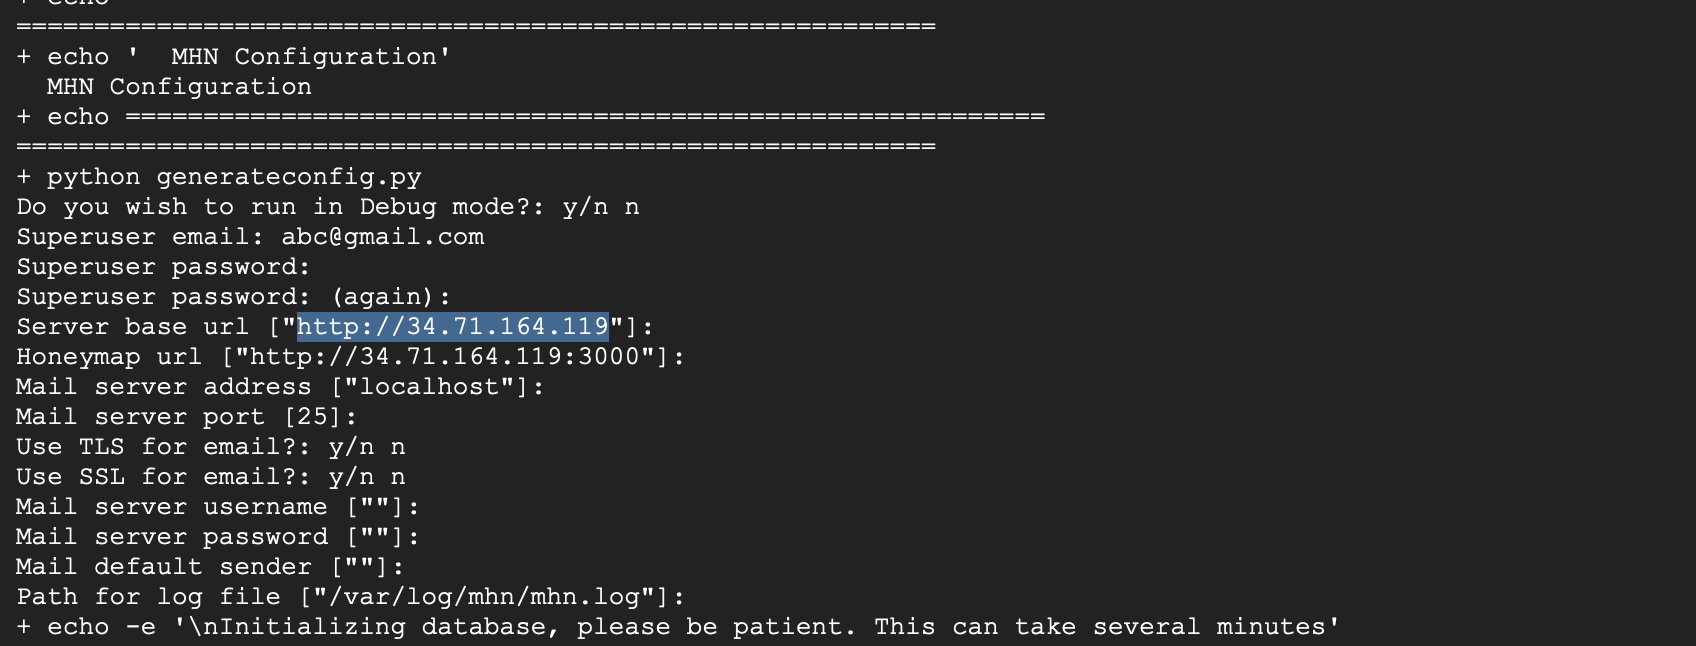 + echo
===========================================================
+ echo '  MHN Configuration'
  MHN Configuration
+ echo ===========================================================
===========================================================
+ python generateconfig.py
Do you wish to run in Debug mode?: y/n n
Superuser email: abc@gmail.com
Superuser password:
Superuser password: (again):
Server base url ["http://34.71.164.119"]:
Honeymap url ["http://34.71.164.119:3000"]:
Mail server address ["localhost"]:
Mail server port [25]:
Use TLS for email?: y/n n
Use SSL for email?: y/n n
Mail server username [""]:
Mail server password [""]:
Mail default sender [""]:
Path for log file ["/var/log/mhn/mhn.log"]:
+ echo -e '\nInitializing database, please be patient. This can take several minutes'